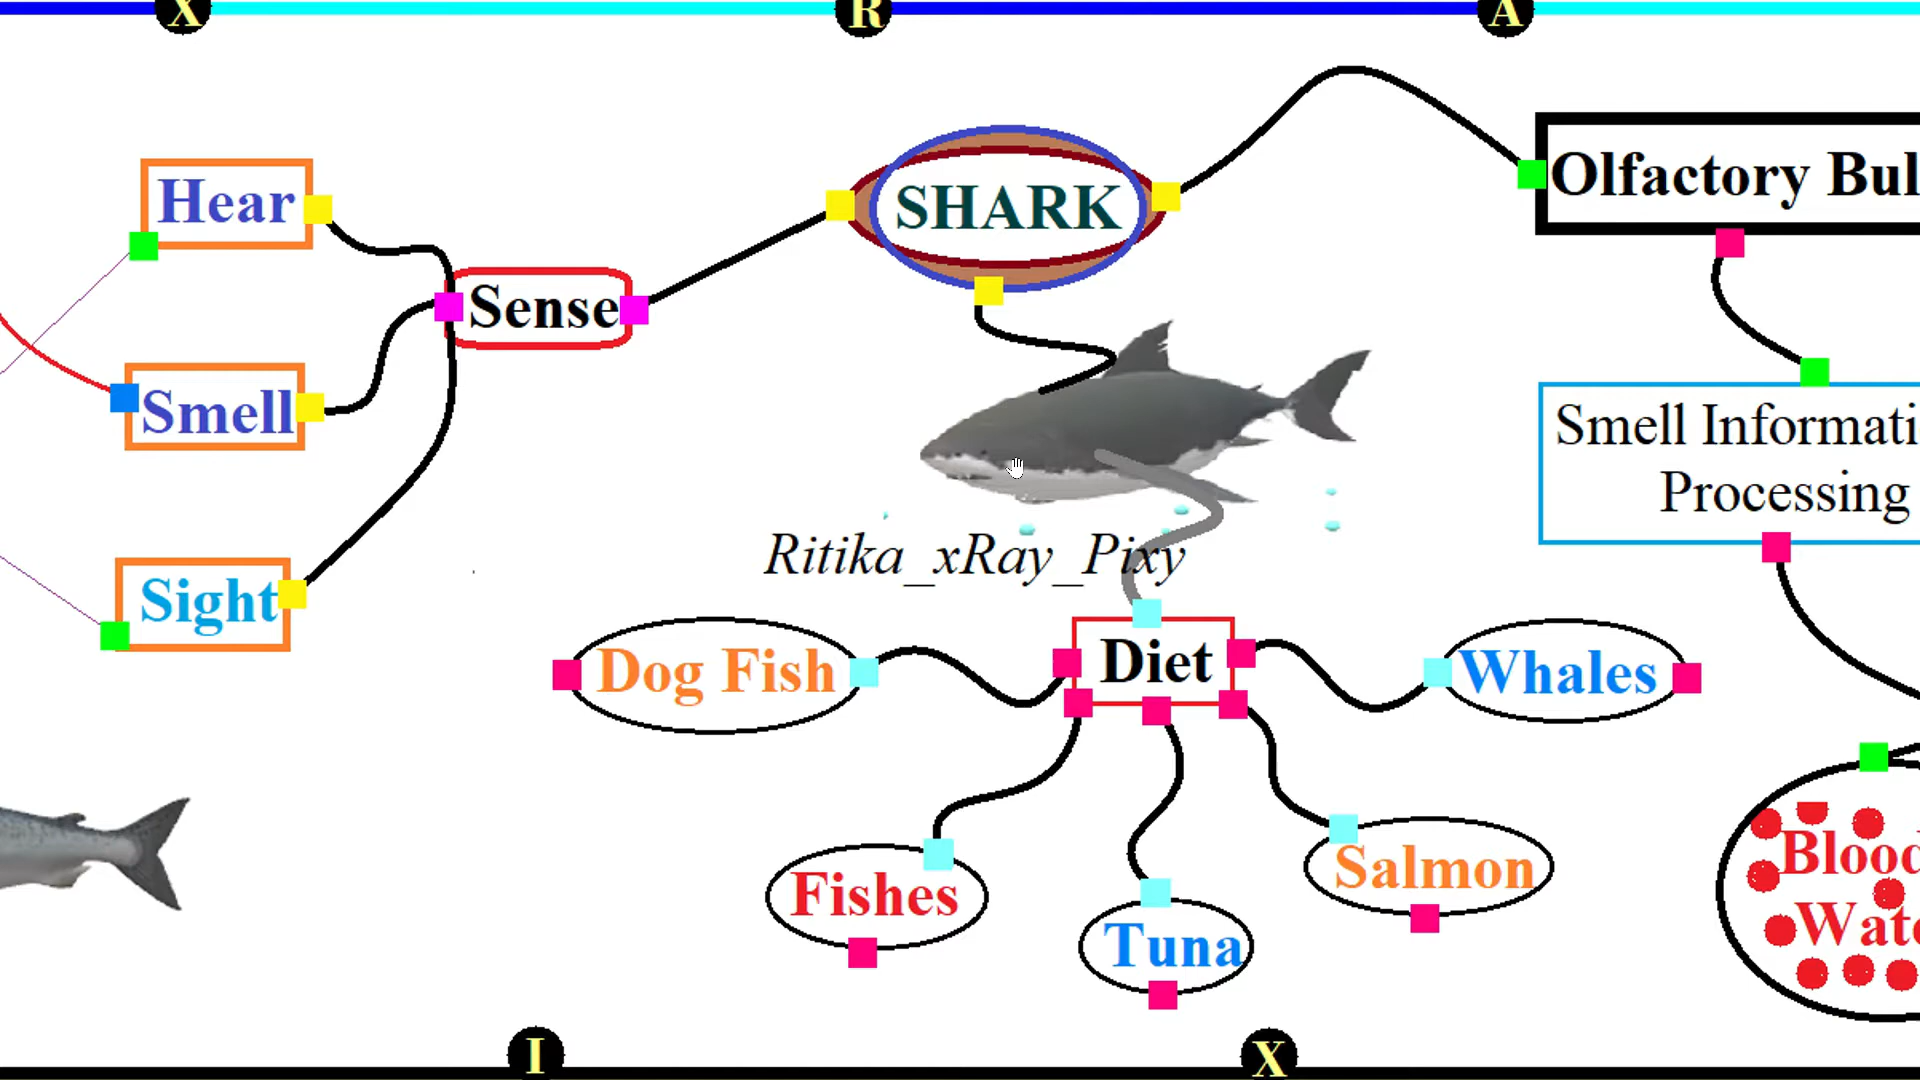 X R A
Hear
SHARK
Olfactory Bul
Sense
Smell
Smell Informati
Processing
Ritika_xRay_Pixy
Sight
Dog Fish
Diet
Whales
Fishes
Tuna
Salmon
Blood
Wate
I X